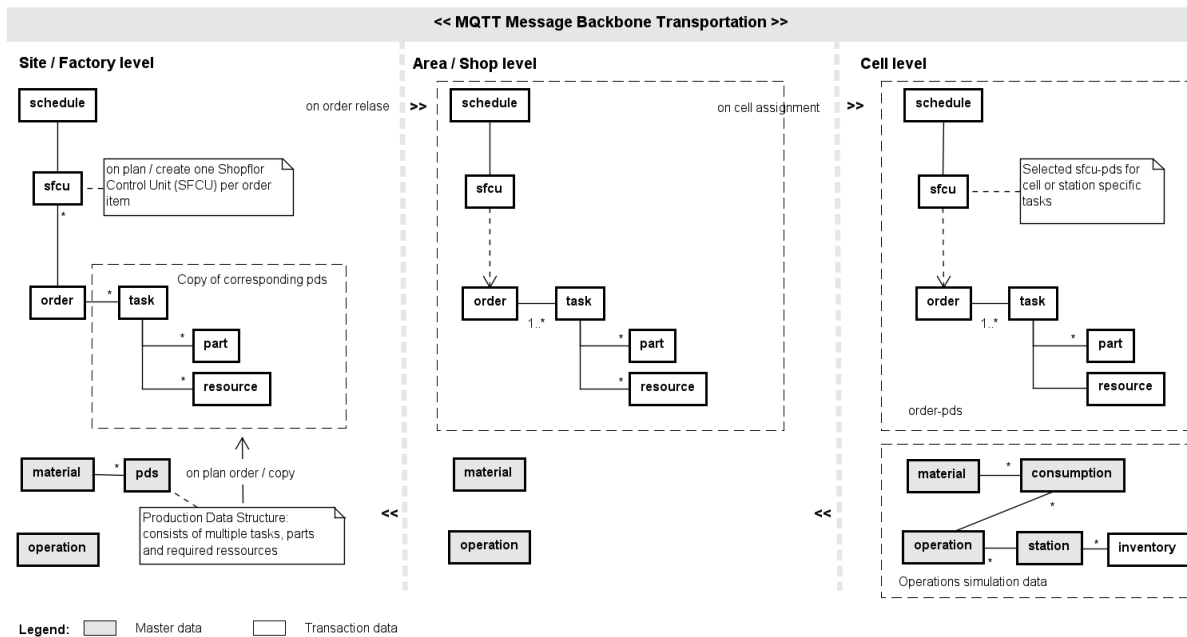 << MQTT Message Backbone Transportation >>
Site / Factory level
schedule
on order relase >>
sfcu
on plan / create one Shopflor
Control Unit (SFCU) per order
item
*
Copy of corresponding pds
order
*
task
*
part
*
resource
material
*
pds
on plan order / copy
Production Data Structure:
consists of multiple tasks, parts
and required ressources
<<
operation
Area / Shop level
schedule
on cell assignment >>
sfcu
order
1..*
task
*
part
*
resource
material
<<
operation
Cell level
schedule
sfcu
Selected sfcu-pds for
cell or station specific
tasks
order
1..*
task
*
part
resource
order-pds
material
*
consumption
*
operation
*
station
*
inventory
Operations simulation data
Legend:
Master data
Transaction data